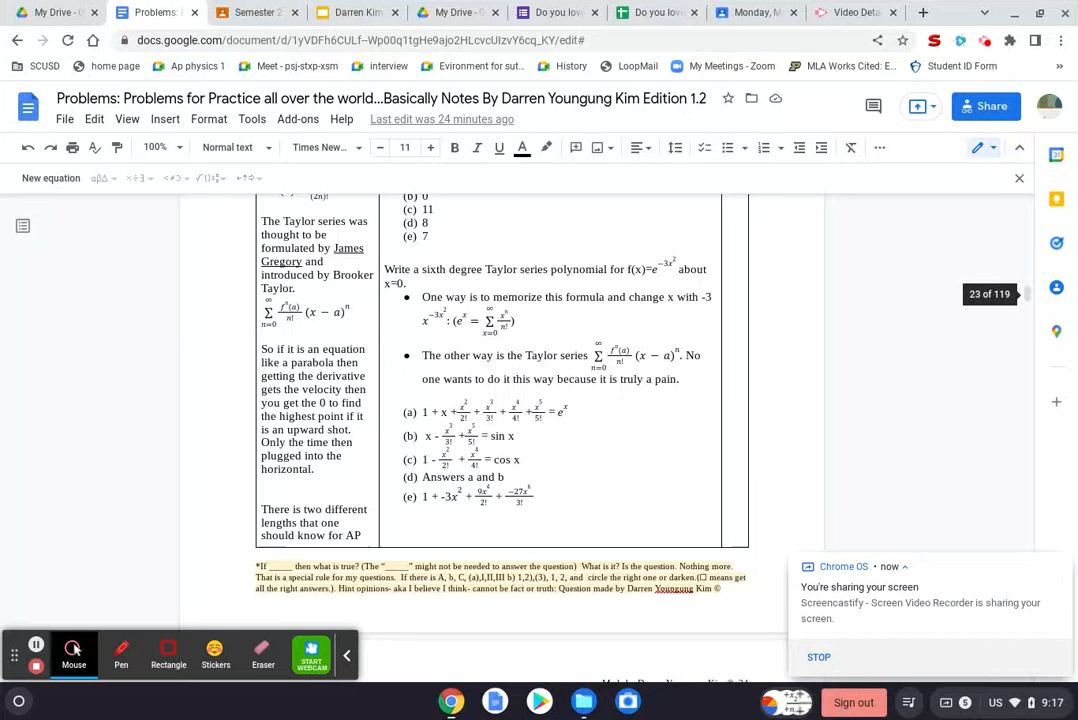 My Drive - G
Problems: P
Semester 2
Darren Kim
My Drive - G
Do you love
Do you love
Monday, M
Video Deta
docs.google.com/document/d/1yVDFh6CULf--Wp00q1tgHe9ajo2HLcvcUIzvY6cq_KY/edit#
SCUSD
home page
Ap physics 1
Meet - psj-stxp-xsm
interview
Evironment for sut...
History
LoopMail
My Meetings - Zoom
MLA Works Cited: E...
Student ID Form
Problems: Problems for Practice all over the world...Basically Notes By Darren Youngung Kim Edition 1.2
File Edit View Insert Format Tools Add-ons Help Last edit was 24 minutes ago
Share
100% Normal text Times New... 11
New equation
(2n)!
The Taylor series was
thought to be
formulated by James
Gregory and
introduced by Brooker
Taylor.
∞
∑ fⁿ(a)/n! (x − a)ⁿ
n=0
So if it is an equation
like a parabola then
getting the derivative
gets the velocity then
you get the 0 to find
the highest point if it
is an upward shot.
Only the time then
plugged into the
horizontal.
There is two different
lengths that one
should know for AP
(b) 0
(c) 11
(d) 8
(e) 7
Write a sixth degree Taylor series polynomial for f(x)=e^−3x² about
x=0.
● One way is to memorize this formula and change x with -3
x^−3x²: (eˣ = ∑ xⁿ/n!)
x=0
● The other way is the Taylor series ∑ fⁿ(a)/n! (x − a)ⁿ. No
n=0
one wants to do it this way because it is truly a pain.
(a) 1 + x + x²/2! + x³/3! + x⁴/4! + x⁵/5! = eˣ
(b) x - x³/3! + x⁵/5! = sin x
(c) 1 - x²/2! + x⁴/4! = cos x
(d) Answers a and b
(e) 1 + -3x² + 9x⁴/2! + −27x⁶/3!
*If _____ then what is true? (The “_____” might not be needed to answer the question) What is it? Is the question. Nothing more.
That is a special rule for my questions. If there is A, b, C, (a),I,II,III b) 1,2),(3), 1, 2, and circle the right one or darken.(☐ means get
all the right answers.). Hint opinions- aka I believe I think- cannot be fact or truth: Question made by Darren Youngung Kim ©
23 of 119
Chrome OS • now
You're sharing your screen
Screencastify - Screen Video Recorder is sharing your
screen.
STOP
Mouse
Pen
Rectangle
Stickers
Eraser
START
WEBCAM
Sign out
5
US
9:17